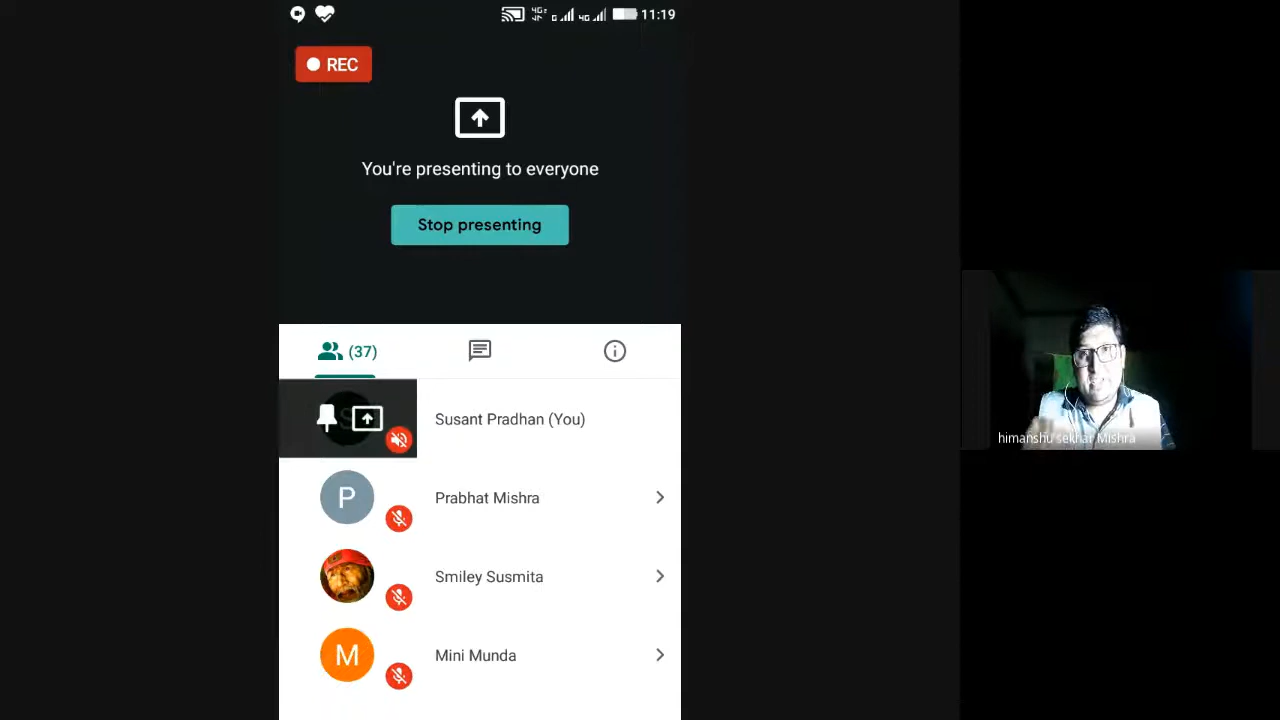 11:19
REC
You're presenting to everyone
Stop presenting
(37)
Susant Pradhan (You)
P
Prabhat Mishra
Smiley Susmita
M
Mini Munda
himanshu sekhar Mishra